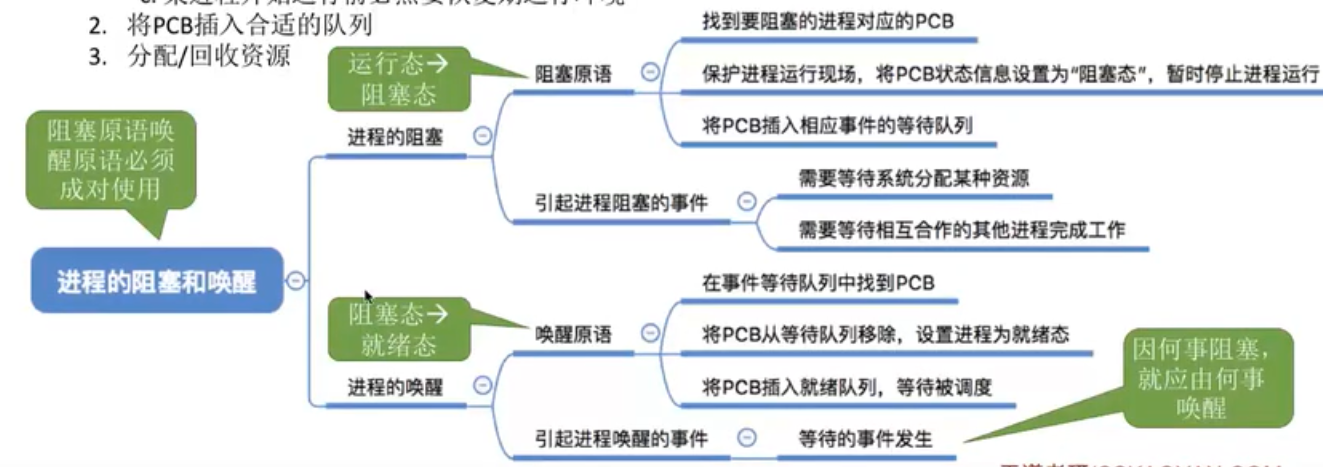 2. 将PCB插入合适的队列
3. 分配/回收资源
运行态→
阻塞态
阻塞原语唤
醒原语必须
成对使用
进程的阻塞和唤醒
进程的阻塞
阻塞原语
找到要阻塞的进程对应的PCB
保护进程运行现场，将PCB状态信息设置为“阻塞态”，暂时停止进程运行
将PCB插入相应事件的等待队列
引起进程阻塞的事件
需要等待系统分配某种资源
需要等待相互合作的其他进程完成工作
阻塞态→
就绪态
进程的唤醒
唤醒原语
在事件等待队列中找到PCB
将PCB从等待队列移除，设置进程为就绪态
将PCB插入就绪队列，等待被调度
引起进程唤醒的事件
等待的事件发生
因何事阻塞，
就应由何事
唤醒